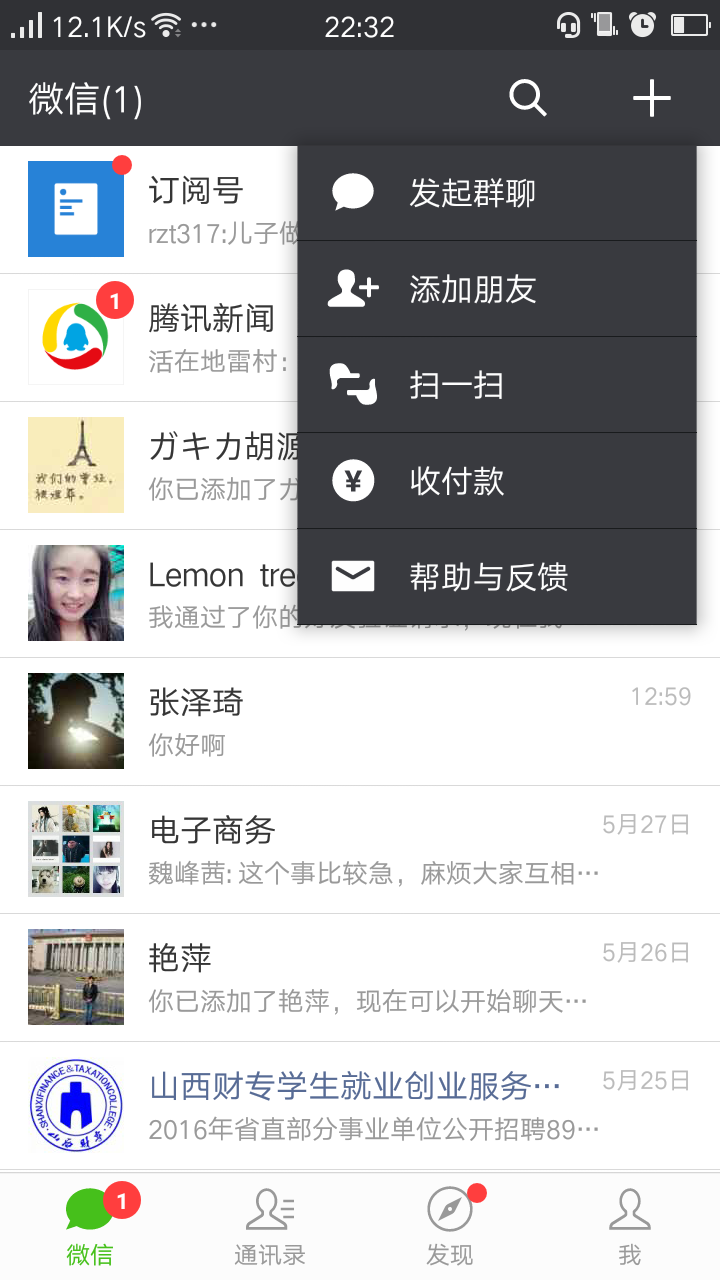 12.1K/s
22:32
微信(1)
发起群聊
添加朋友
扫一扫
收付款
帮助与反馈
订阅号
rzt317:儿子做
1
腾讯新闻
活在地雷村:
我们的曾经,
被谁葬。
ガキカ胡源
你已添加了ガ
Lemon tre
我通过了你的
张泽琦
12:59
你好啊
电子商务
5月27日
魏峰茜: 这个事比较急，麻烦大家互相…
艳萍
5月26日
你已添加了艳萍，现在可以开始聊天…
SHANXI FINANCE & TAXATION COLLEGE
山西财专学生就业创业服务…
5月25日
2016年省直部分事业单位公开招聘89…
1
微信
通讯录
发现
我